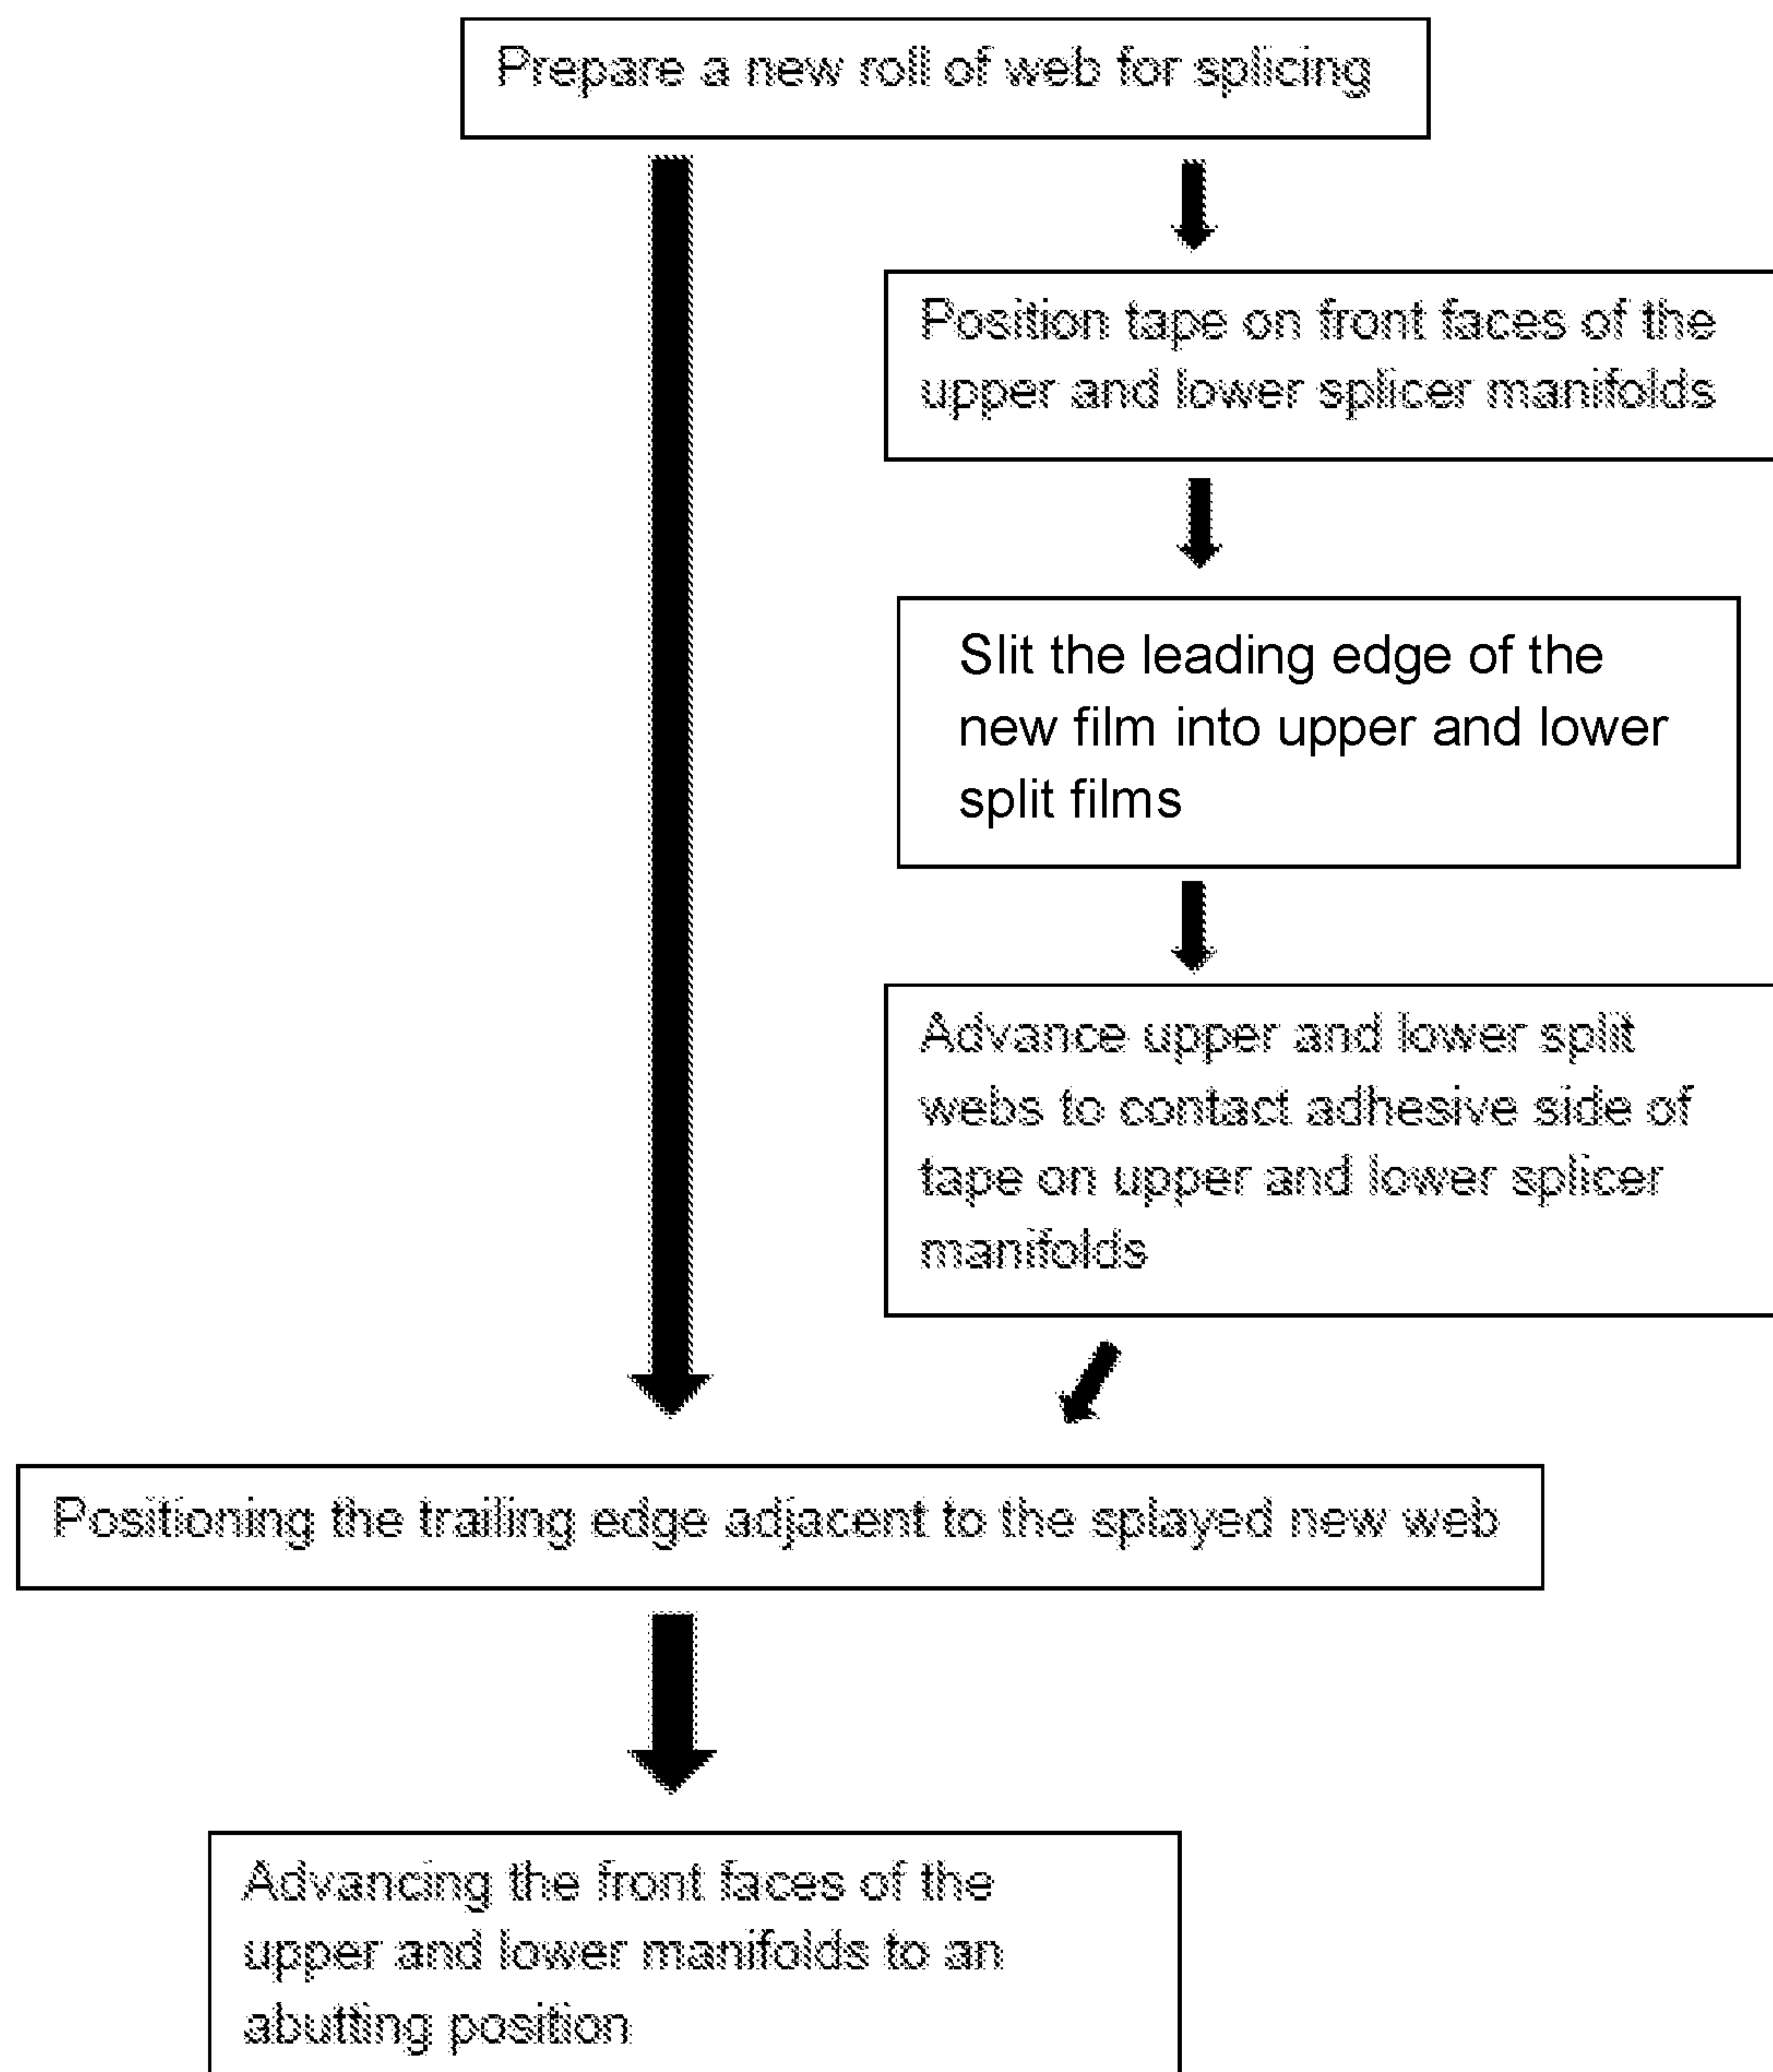 Prepare a new roll of web for splicing
Position tape on front faces of the
upper and lower splicer manifolds
Slit the leading edge of the
new film into upper and lower
split films
Advance upper and lower split
webs to contact adhesive side of
tape on upper and lower splicer
manifolds
Positioning the trailing edge adjacent to the splayed new web
Advancing the front faces of the
upper and lower manifolds to an
abutting position